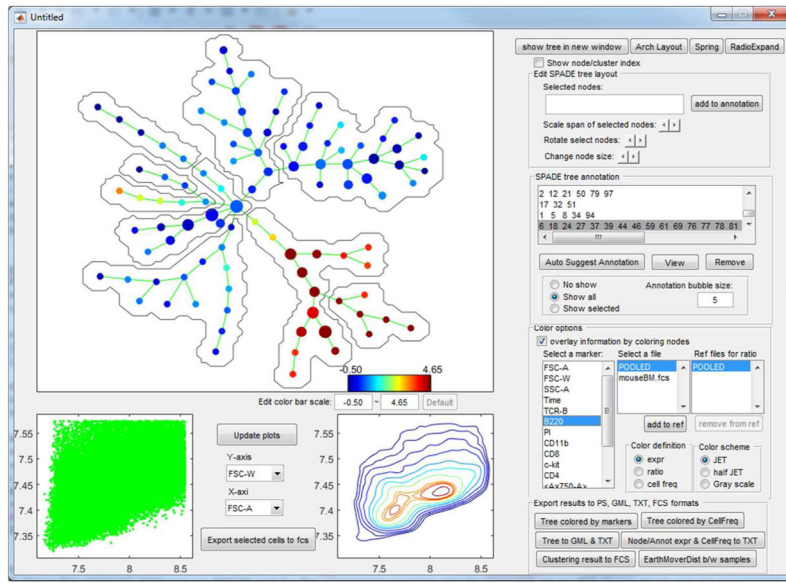 Untitled
show tree in new window Arch Layout Spring RadioExpand
Show node/cluster index
Edit SPADE tree layout
Selected nodes:
add to annotation
Scale span of selected nodes:
Rotate select nodes:
Change node size:
SPADE tree annotation
2 12 21 50 79 97
17 32 51
1 5 8 34 94
6 18 24 27 37 39 44 46 59 61 69 76 77 78 81
Auto Suggest Annotation View Remove
No show
Show all
Show selected
Annotation bubble size:
5
Color options
overlay information by coloring nodes
Select a marker:
FSC-A
FSC-W
SSC-A
Time
TCR-B
B220
PI
CD11b
CD8
c-kit
CD4
<Ax750-A>
Select a file
POOLED
mouseBM.fcs
Ref files for ratio
POOLED
add to ref remove from ref
Color definition
expr
ratio
cell freq
Color scheme
JET
half JET
Gray scale
Export results to PS, GML, TXT, FCS formats
Tree colored by markers Tree colored by CellFreq
Tree to GML & TXT Node/Annot expr & CellFreq to TXT
Clustering result to FCS EarthMoverDist b/w samples
-0.50 4.65
Edit color bar scale: -0.50 ~ 4.65 Default
7.55
7.5
7.45
7.4
7.35
7.5 8 8.5
Update plots
Y-axis
FSC-W
X-axi
FSC-A
Export selected cells to fcs
7.55
7.5
7.45
7.4
7.35
7.5 8 8.5